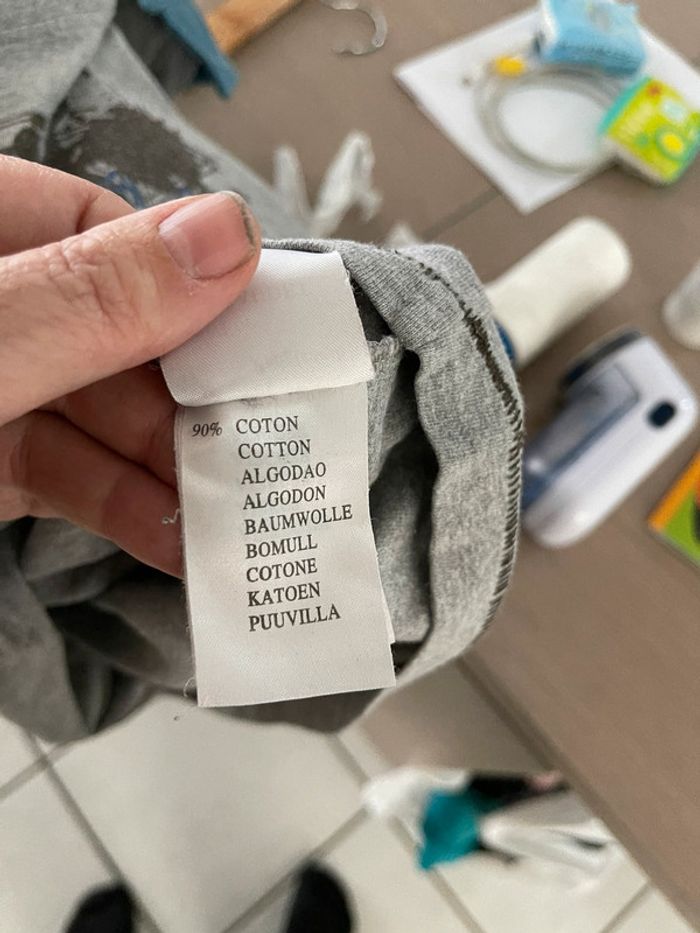 90% COTON
COTTON
ALGODAO
ALGODON
BAUMWOLLE
BOMULL
COTONE
KATOEN
PUUVILLA